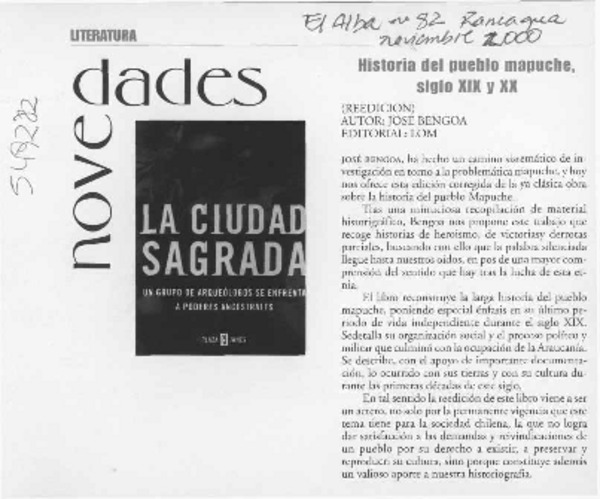 El Alba nº 82 Rancagua
noviembre 2000
549282
LITERATURA
novedades
LA CIUDAD
SAGRADA
UN GRUPO DE ARQUEÓLOGOS SE ENFRENTA
A PODERES ANCESTRALES
PLAZA JANES
Historia del pueblo mapuche,
siglo XIX y XX
(REEDICION)
AUTOR: JOSE BENGOA
EDITORIAL: LOM
JOSÉ BENGOA, ha hecho un camino sistemático de in-
vestigación en torno a la problemática mapuche, y hoy
nos ofrece esta edición corregida de la ya clásica obra
sobre la historia del pueblo Mapuche.
Tras una minuciosa recopilación de material
historigráfico, Bengoa nos propone este trabajo que
recoge historias de heroísmo, de victoriasy derrotas
parciales, buscando con ello que la palabra silenciada
llegue hasta nuestros oídos, en pos de una mayor com-
prensión del sentido que hay tras la lucha de esta et-
nia.
El libro reconstruye la larga historia del pueblo
mapuche, poniendo especial énfasis en su último pe-
riodo de vida independiente durante el siglo XIX.
Sedetalla su organización social y el proceso político y
militar que culminó con la ocupación de la Araucanía.
Se describe, con el apoyo de importante documenta-
ción, lo ocurrido con sus tierras y con su cultura du-
rante las primeras décadas de este siglo.
En tal sentido la reedición de este libro viene a ser
un acierto, no solo por la permanente vigencia que este
tema tiene para la sociedad chilena, la que no logra
dar satisfacción a las demandas y reivindicaciones de
un pueblo por su derecho a existir, a preservar y
reproducir su cultura, sino porque constituye además
un valioso aporte a nuestra historiografía.